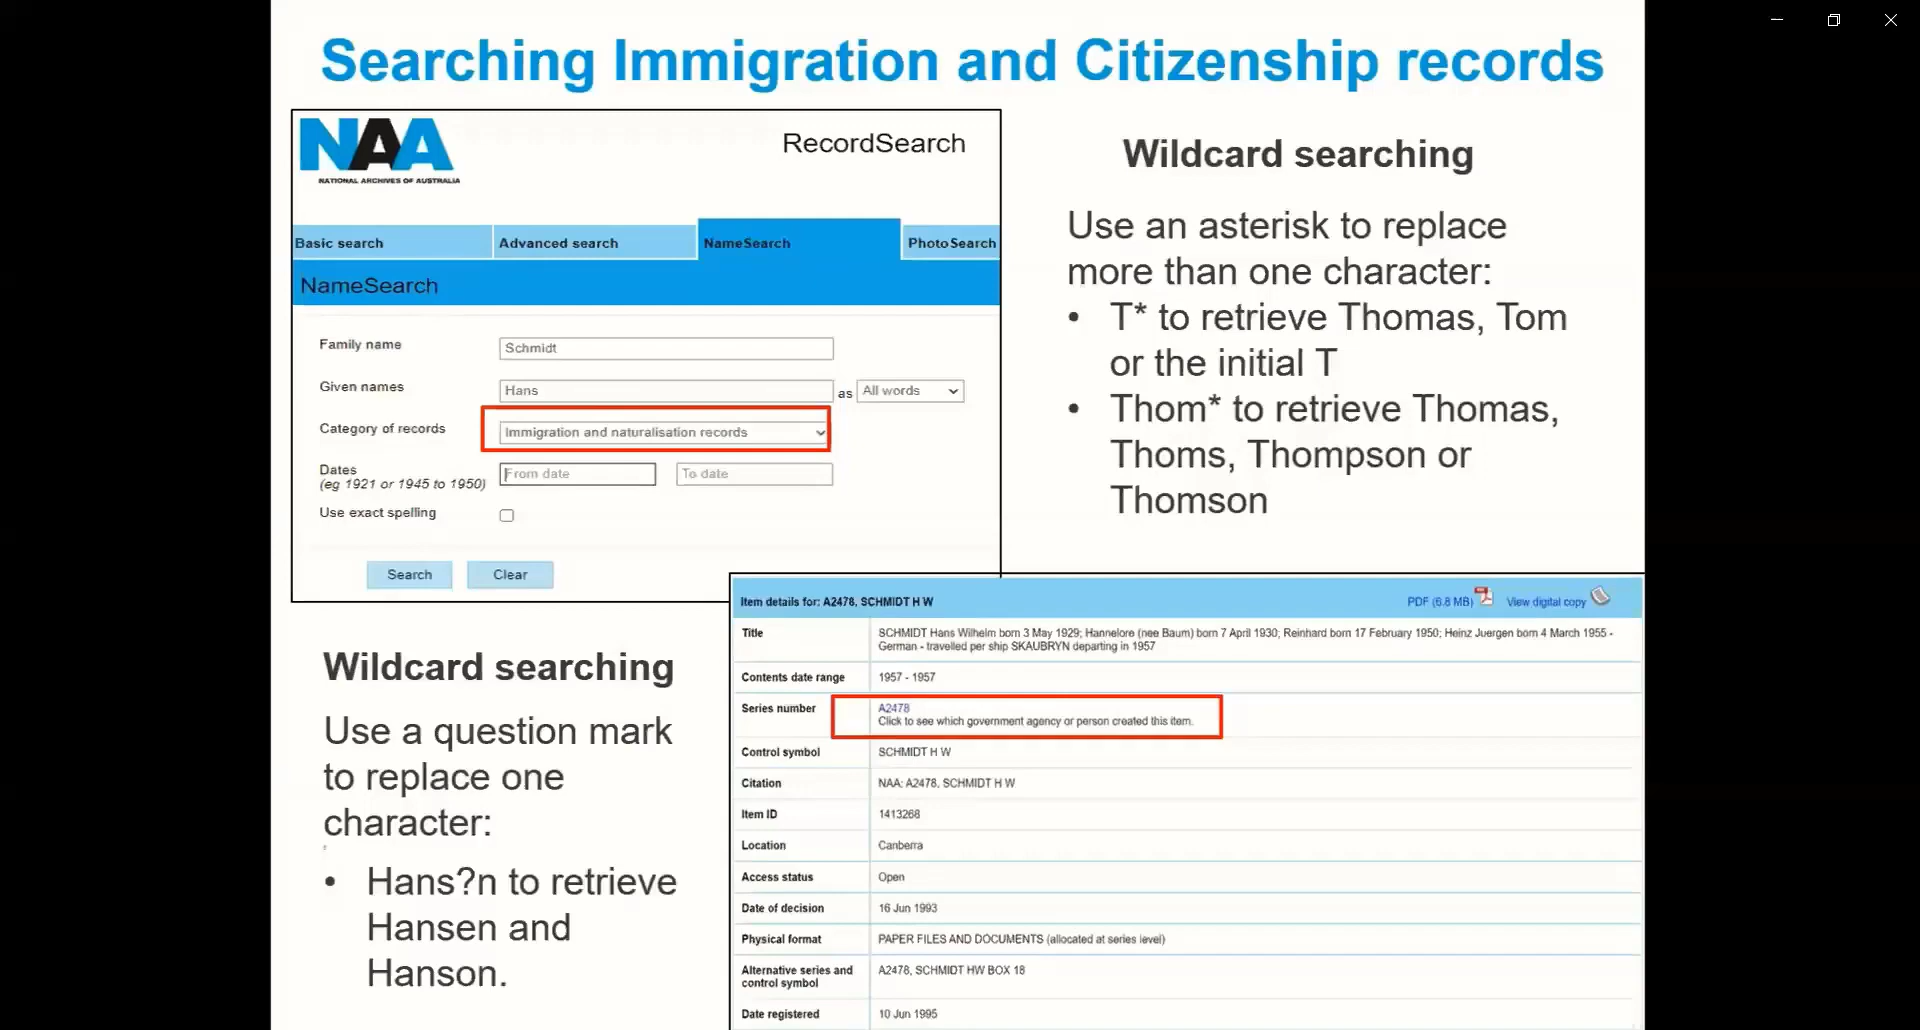 Searching Immigration and Citizenship records
NAA
NATIONAL ARCHIVES OF AUSTRALIA
RecordSearch
Basic search
Advanced search
NameSearch
PhotoSearch
NameSearch
Family name
Schmidt
Given names
Hans
as
All words
Category of records
Immigration and naturalisation records
Dates
(eg 1921 or 1945 to 1950)
From date
To date
Use exact spelling
Search
Clear
Wildcard searching
Use an asterisk to replace
more than one character:
• T* to retrieve Thomas, Tom
or the initial T
• Thom* to retrieve Thomas,
Thoms, Thompson or
Thomson
Wildcard searching
Use a question mark
to replace one
character:
• Hans?n to retrieve
Hansen and
Hanson.
Item details for: A2478, SCHMIDT H W
PDF (6.8 MB)
View digital copy
Title
SCHMIDT Hans Wilhelm born 3 May 1929; Hannelore (nee Baum) born 7 April 1930; Reinhard born 17 February 1950; Heinz Juergen born 4 March 1955 -
German - travelled per ship SKAUBRYN departing in 1957
Contents date range
1957 - 1957
Series number
A2478
Click to see which government agency or person created this item.
Control symbol
SCHMIDT H W
Citation
NAA: A2478, SCHMIDT H W
Item ID
1413268
Location
Canberra
Access status
Open
Date of decision
16 Jun 1993
Physical format
PAPER FILES AND DOCUMENTS (allocated at series level)
Alternative series and
control symbol
A2478, SCHMIDT HW BOX 18
Date registered
10 Jun 1995